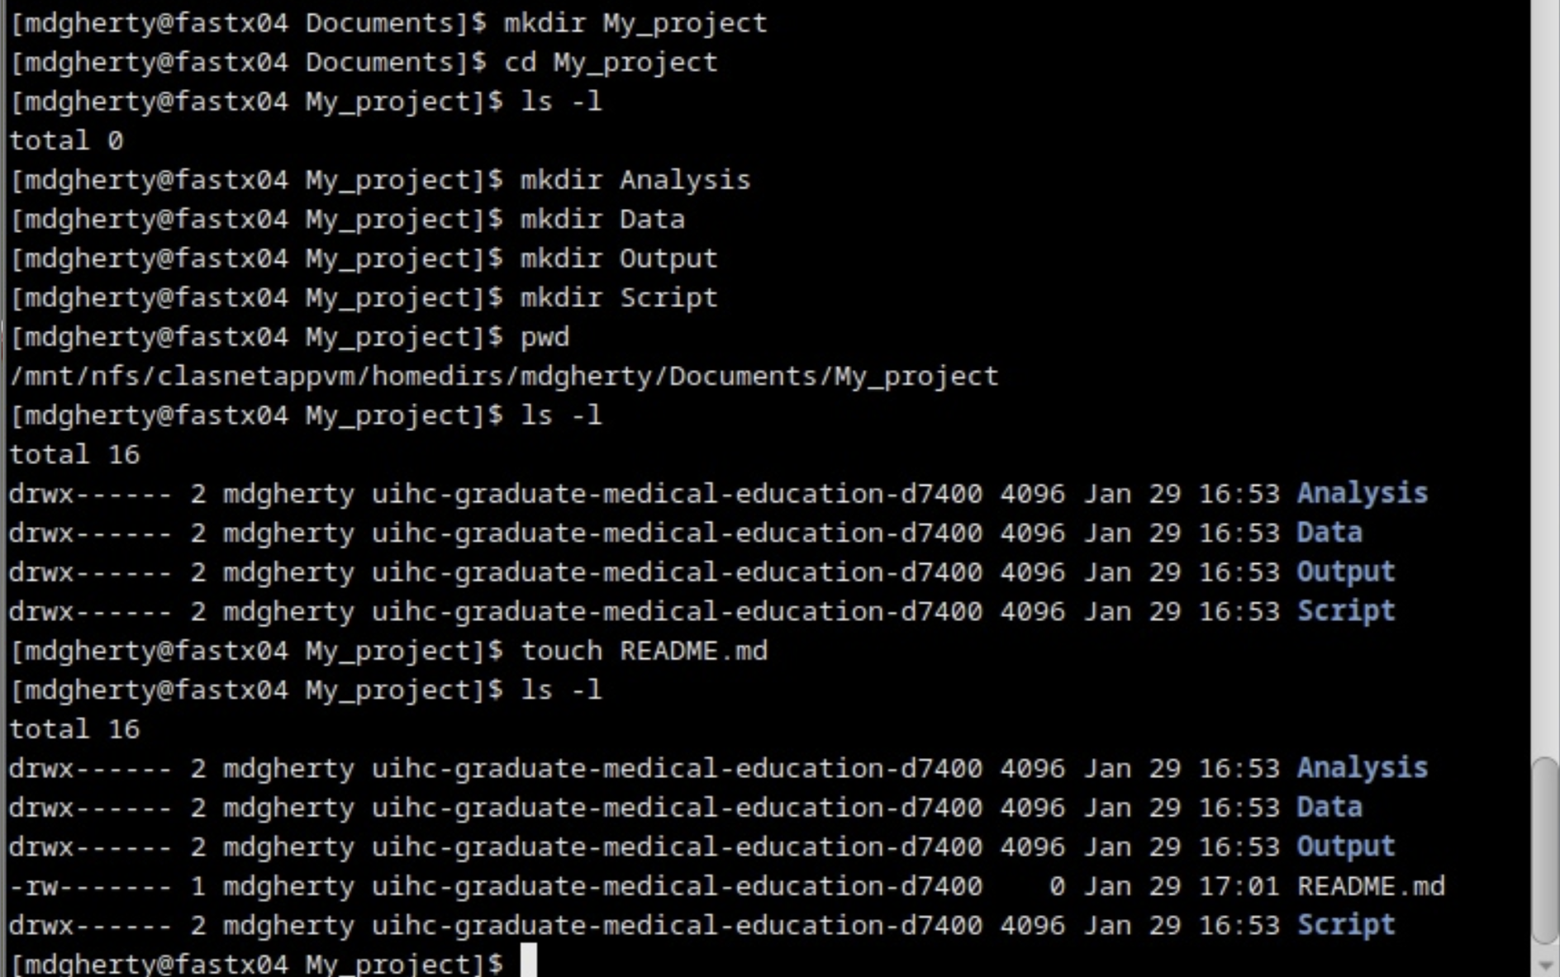 [mdgherty@fastx04 Documents]$ mkdir My_project
[mdgherty@fastx04 Documents]$ cd My_project
[mdgherty@fastx04 My_project]$ ls -l
total 0
[mdgherty@fastx04 My_project]$ mkdir Analysis
[mdgherty@fastx04 My_project]$ mkdir Data
[mdgherty@fastx04 My_project]$ mkdir Output
[mdgherty@fastx04 My_project]$ mkdir Script
[mdgherty@fastx04 My_project]$ pwd
/mnt/nfs/clasnetappvm/homedirs/mdgherty/Documents/My_project
[mdgherty@fastx04 My_project]$ ls -l
total 16
drwx------ 2 mdgherty uihc-graduate-medical-education-d7400 4096 Jan 29 16:53 Analysis
drwx------ 2 mdgherty uihc-graduate-medical-education-d7400 4096 Jan 29 16:53 Data
drwx------ 2 mdgherty uihc-graduate-medical-education-d7400 4096 Jan 29 16:53 Output
drwx------ 2 mdgherty uihc-graduate-medical-education-d7400 4096 Jan 29 16:53 Script
[mdgherty@fastx04 My_project]$ touch README.md
[mdgherty@fastx04 My_project]$ ls -l
total 16
drwx------ 2 mdgherty uihc-graduate-medical-education-d7400 4096 Jan 29 16:53 Analysis
drwx------ 2 mdgherty uihc-graduate-medical-education-d7400 4096 Jan 29 16:53 Data
drwx------ 2 mdgherty uihc-graduate-medical-education-d7400 4096 Jan 29 16:53 Output
-rw------- 1 mdgherty uihc-graduate-medical-education-d7400    0 Jan 29 17:01 README.md
drwx------ 2 mdgherty uihc-graduate-medical-education-d7400 4096 Jan 29 16:53 Script
[mdgherty@fastx04 My_project]$